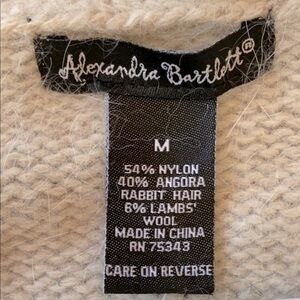 Alexandra Bartlett®
M
54% NYLON
40% ANGORA
RABBIT HAIR
6% LAMBS'
WOOL
MADE IN CHINA
RN 75343
CARE ON REVERSE